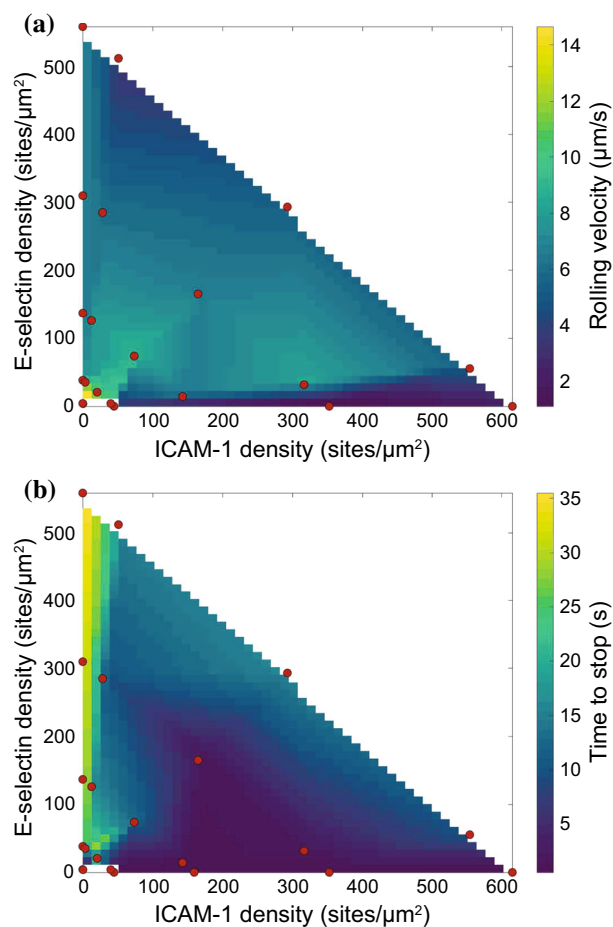 (a)
500
400
300
200
100
0
E-selectin density (sites/μm²)
0 100 200 300 400 500 600
ICAM-1 density (sites/μm²)
14
12
10
8
6
4
2
Rolling velocity (μm/s)
(b)
500
400
300
200
100
0
E-selectin density (sites/μm²)
0 100 200 300 400 500 600
ICAM-1 density (sites/μm²)
35
30
25
20
15
10
5
Time to stop (s)